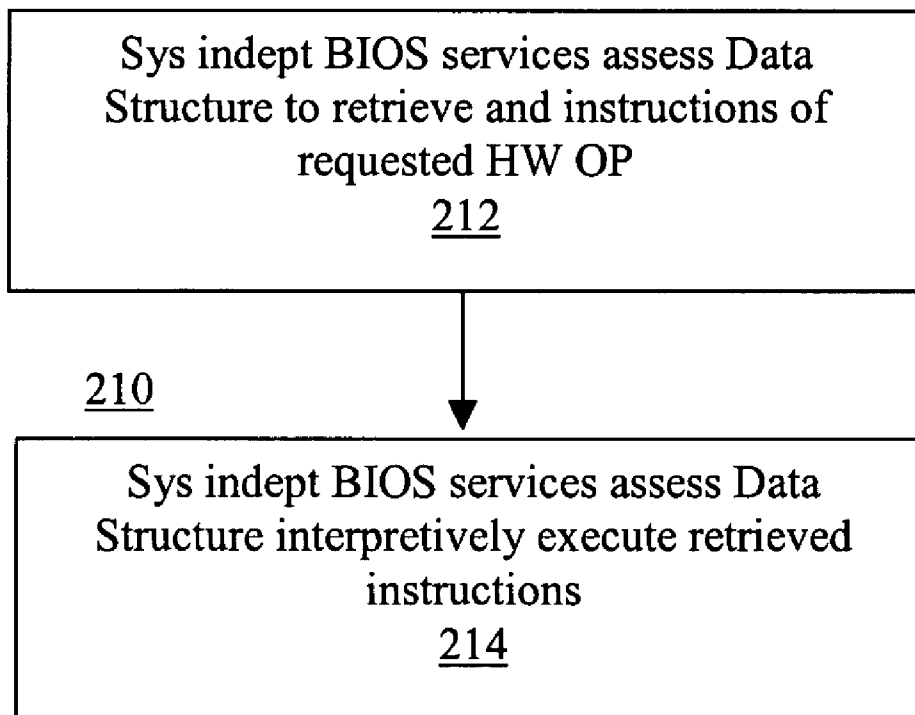 Sys indept BIOS services assess Data
Structure to retrieve and instructions of
requested HW OP
212
210
Sys indept BIOS services assess Data
Structure interpretively execute retrieved
instructions
214